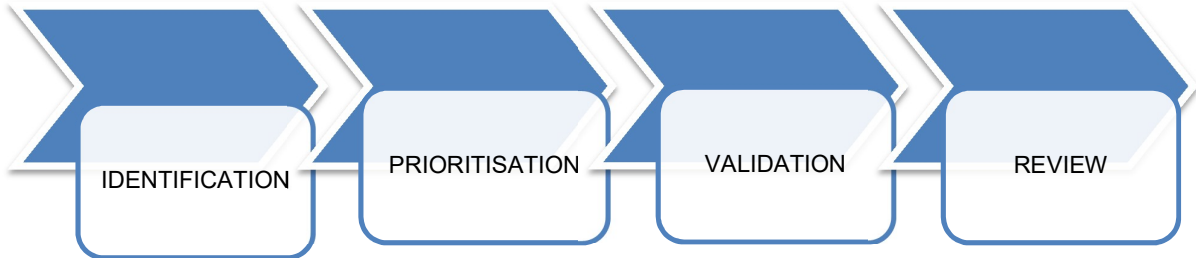 IDENTIFICATION
PRIORITISATION
VALIDATION
REVIEW